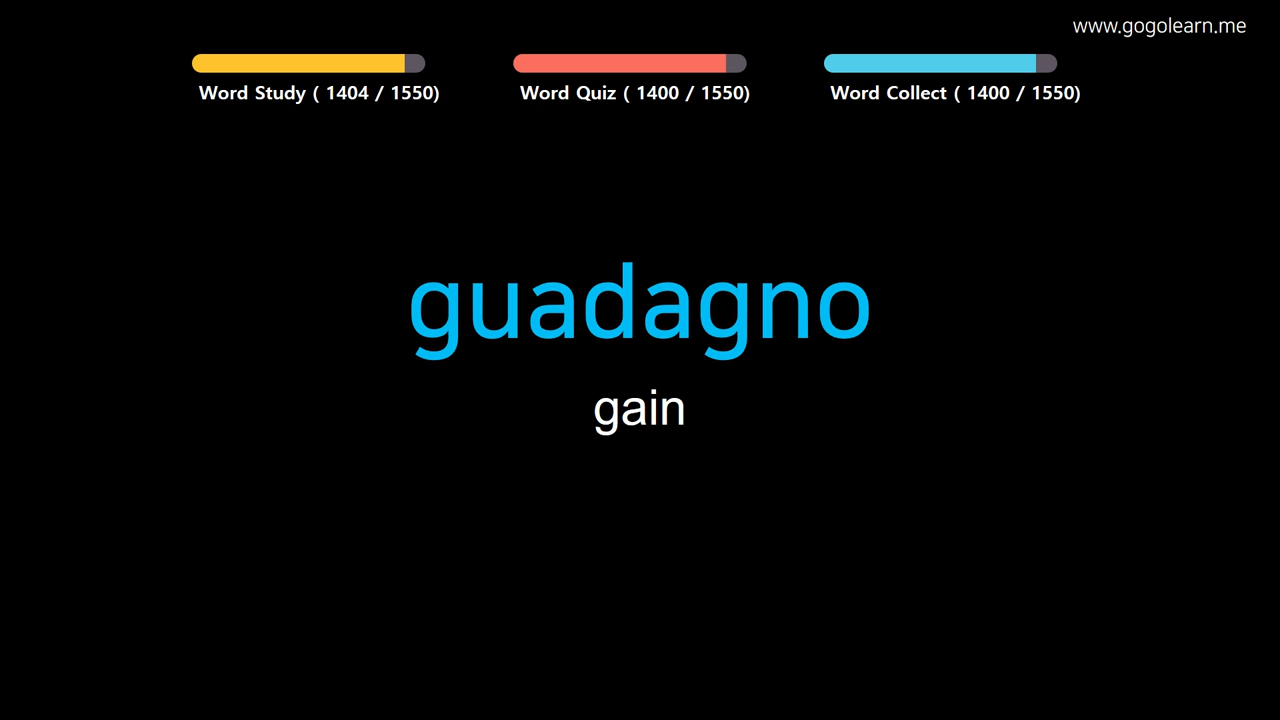 www.gogolearn.me
Word Study ( 1404 / 1550)
Word Quiz ( 1400 / 1550)
Word Collect ( 1400 / 1550)
guadagno
gain